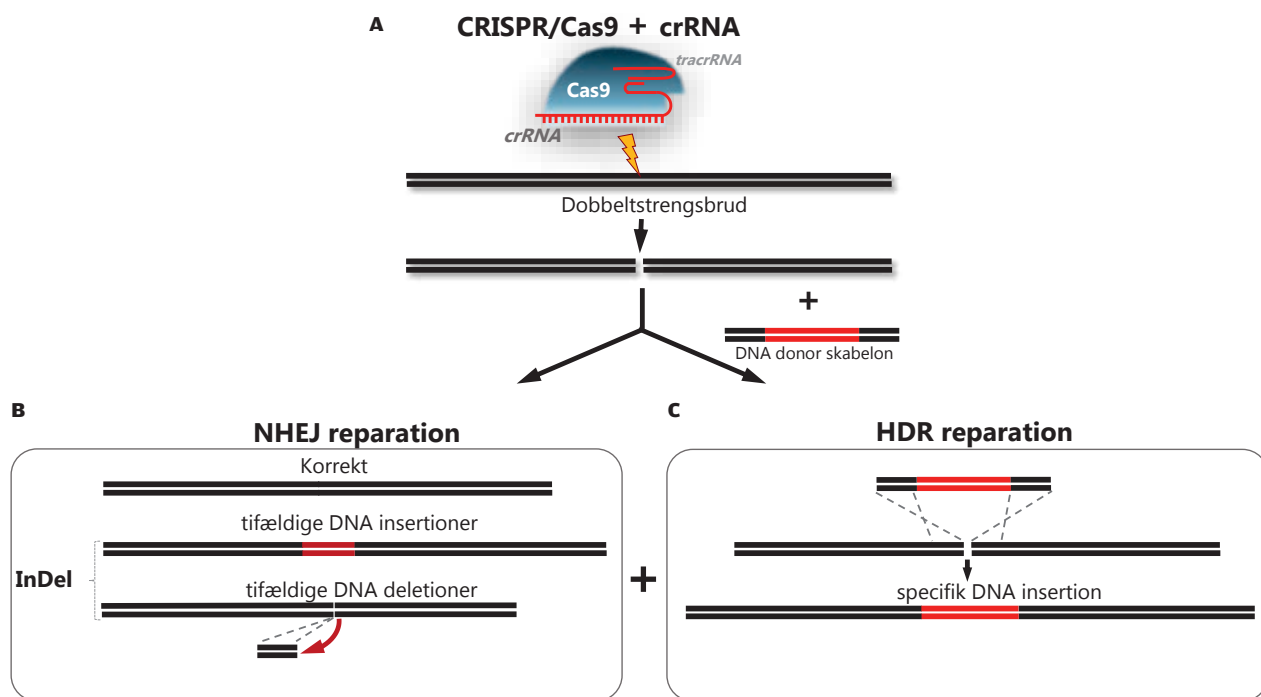 A
CRISPR/Cas9 + crRNA
tracrRNA
Cas9
crRNA
Dobbeltstrengsbrud
+
DNA donor skabelon
B
NHEJ reparation
Korrekt
tifældige DNA insertioner
InDel
tifældige DNA deletioner
+
C
HDR reparation
specifik DNA insertion